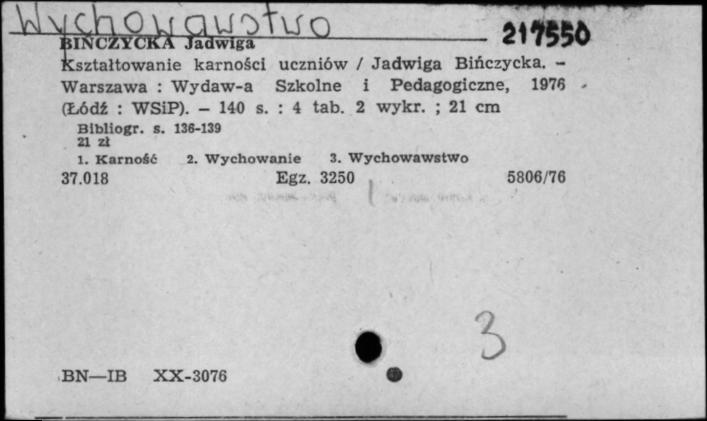 Wychowawstwo
217550
BIŃCZYCKA Jadwiga
Kształtowanie karności uczniów / Jadwiga Bińczycka. –
Warszawa : Wydaw-a Szkolne i Pedagogiczne, 1976
(Łódź : WSiP). – 140 s. : 4 tab. 2 wykr. ; 21 cm
Bibliogr. s. 136-139
21 zł
1. Karność 2. Wychowanie 3. Wychowawstwo
37.018 Egz. 3250 5806/76
3
BN—IB XX-3076